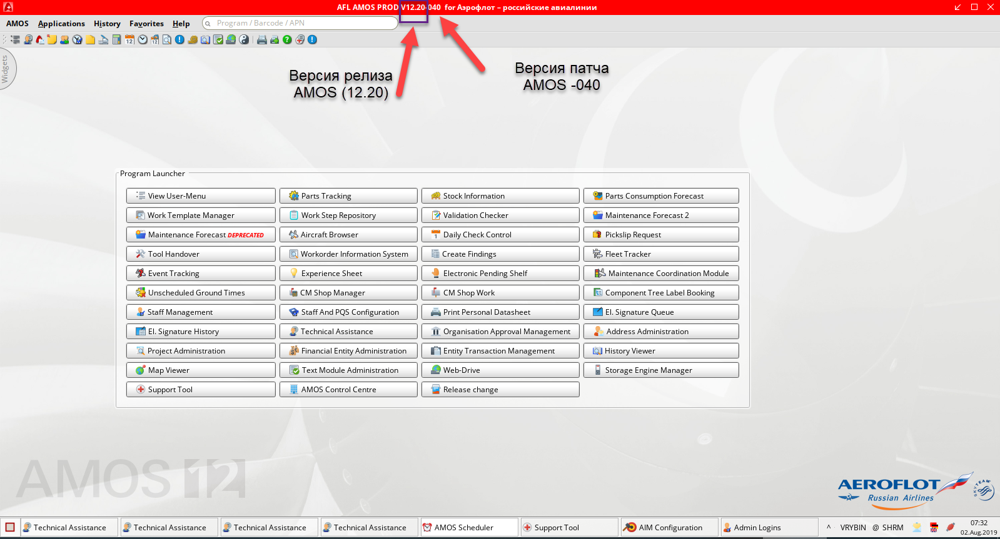 AFL AMOS PROD V12.20-040 for Аэрофлот – российские авиалинии
AMOS Applications History Favorites Help Program / Barcode / APN
12 12
Widgets
Версия релиза
AMOS (12.20)
Версия патча
AMOS -040
Program Launcher
View User-Menu Parts Tracking Stock Information Parts Consumption Forecast
Work Template Manager Work Step Repository Validation Checker Maintenance Forecast 2
Maintenance Forecast DEPRECATED Aircraft Browser Daily Check Control Pickslip Request
Tool Handover Workorder Information System Create Findings Fleet Tracker
Event Tracking Experience Sheet Electronic Pending Shelf Maintenance Coordination Module
Unscheduled Ground Times CM Shop Manager CM Shop Work Component Tree Label Booking
Staff Management Staff And PQS Configuration Print Personal Datasheet El. Signature Queue
El. Signature History Technical Assistance Organisation Approval Management Address Administration
Project Administration Financial Entity Administration Entity Transaction Management History Viewer
Map Viewer Text Module Administration Web-Drive Storage Engine Manager
Support Tool AMOS Control Centre Release change
AMOS 12
AEROFLOT
Russian Airlines
SKYTEAM
Technical Assistance Technical Assistance Technical Assistance Technical Assistance AMOS Scheduler Support Tool AIM Configuration Admin Logins ^ VRYBIN @ SHRM 07:32
02.Aug.2019